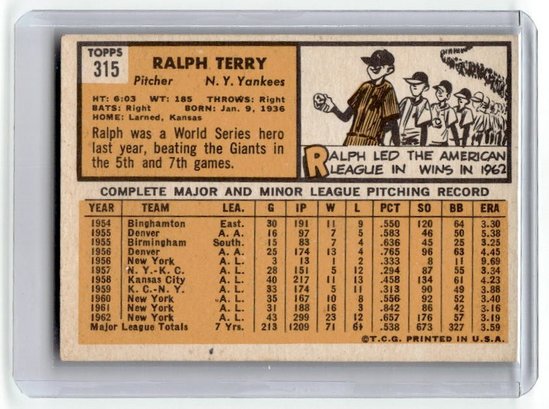 TOPPS
315
RALPH TERRY
Pitcher N. Y. Yankees
HT: 6:03 WT: 185 THROWS: Right
BATS: Right BORN: Jan. 9, 1936
HOME: Larned, Kansas
Ralph was a World Series hero
last year, beating the Giants in
the 5th and 7th games.
RALPH LED THE AMERICAN
LEAGUE IN WINS IN 1962
COMPLETE MAJOR AND MINOR LEAGUE PITCHING RECORD
YEAR TEAM LEA. G IP W L PCT SO BB ERA
1954 Binghamton East. 30 191 11 9 .550 120 64 3.30
1955 Denver A. A. 16 97 7 5 .583 46 50 5.38
1955 Birmingham South. 15 83 7 4 .636 45 25 3.25
1956 Denver A. A. 25 174 13 4 .765 96 63 4.45
1956 New York A. L. 3 13 1 .333 8 11 9.69
1957 N. Y.-K. C. A. L. 28 151 5 12 .294 87 55 3.34
1958 Kansas City A. L. 40 217 11 13 .458 134 61 4.23
1959 K. C.-N. Y. A. L. 33 174 5 11 .890 49 3.88
1960 New York A. L. 35 167 10 8 .556 92 52 3.40
1961 New York A. L. 31 188 16 3 .842 86 42 3.16
1962 New York A. L. 43 299 23 12 .657 176 57 3.19
Major League Totals 7 Yrs. 213 1209 71 .538 673 327 3.59
©T.C.G. PRINTED IN U.S.A.